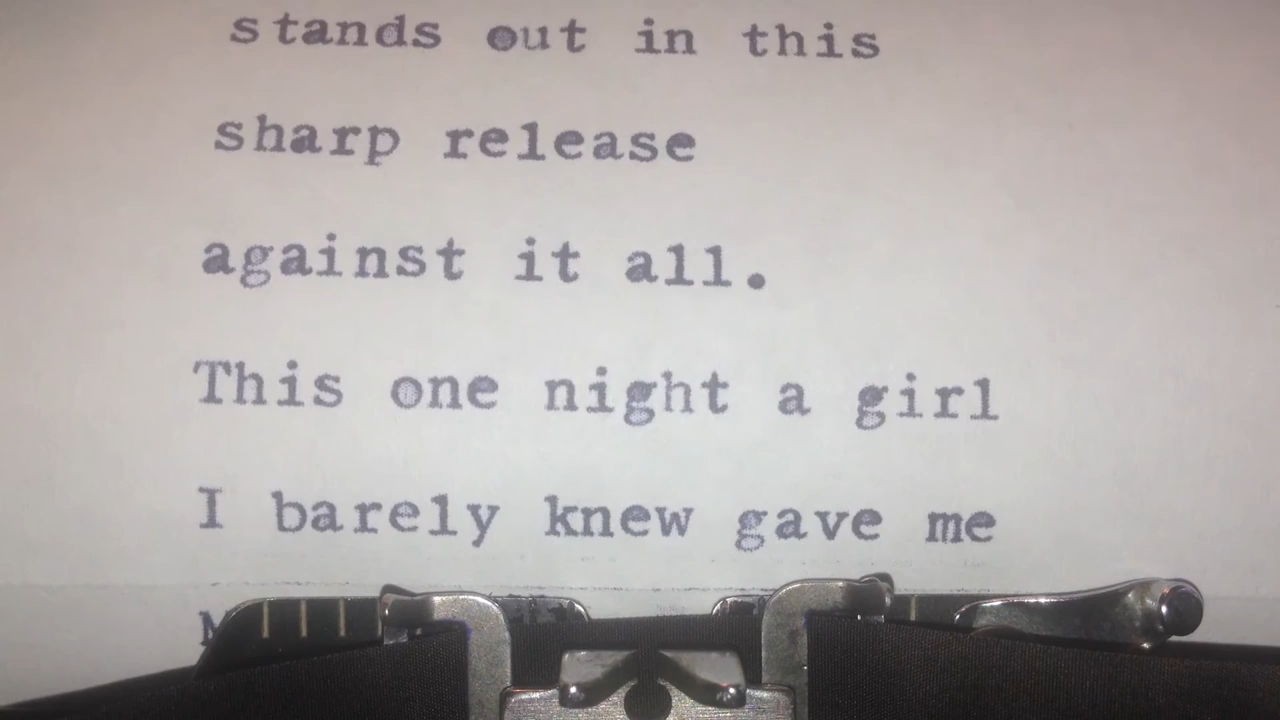 stands out in this
sharp release
against it all.
This one night a girl
I barely knew gave me